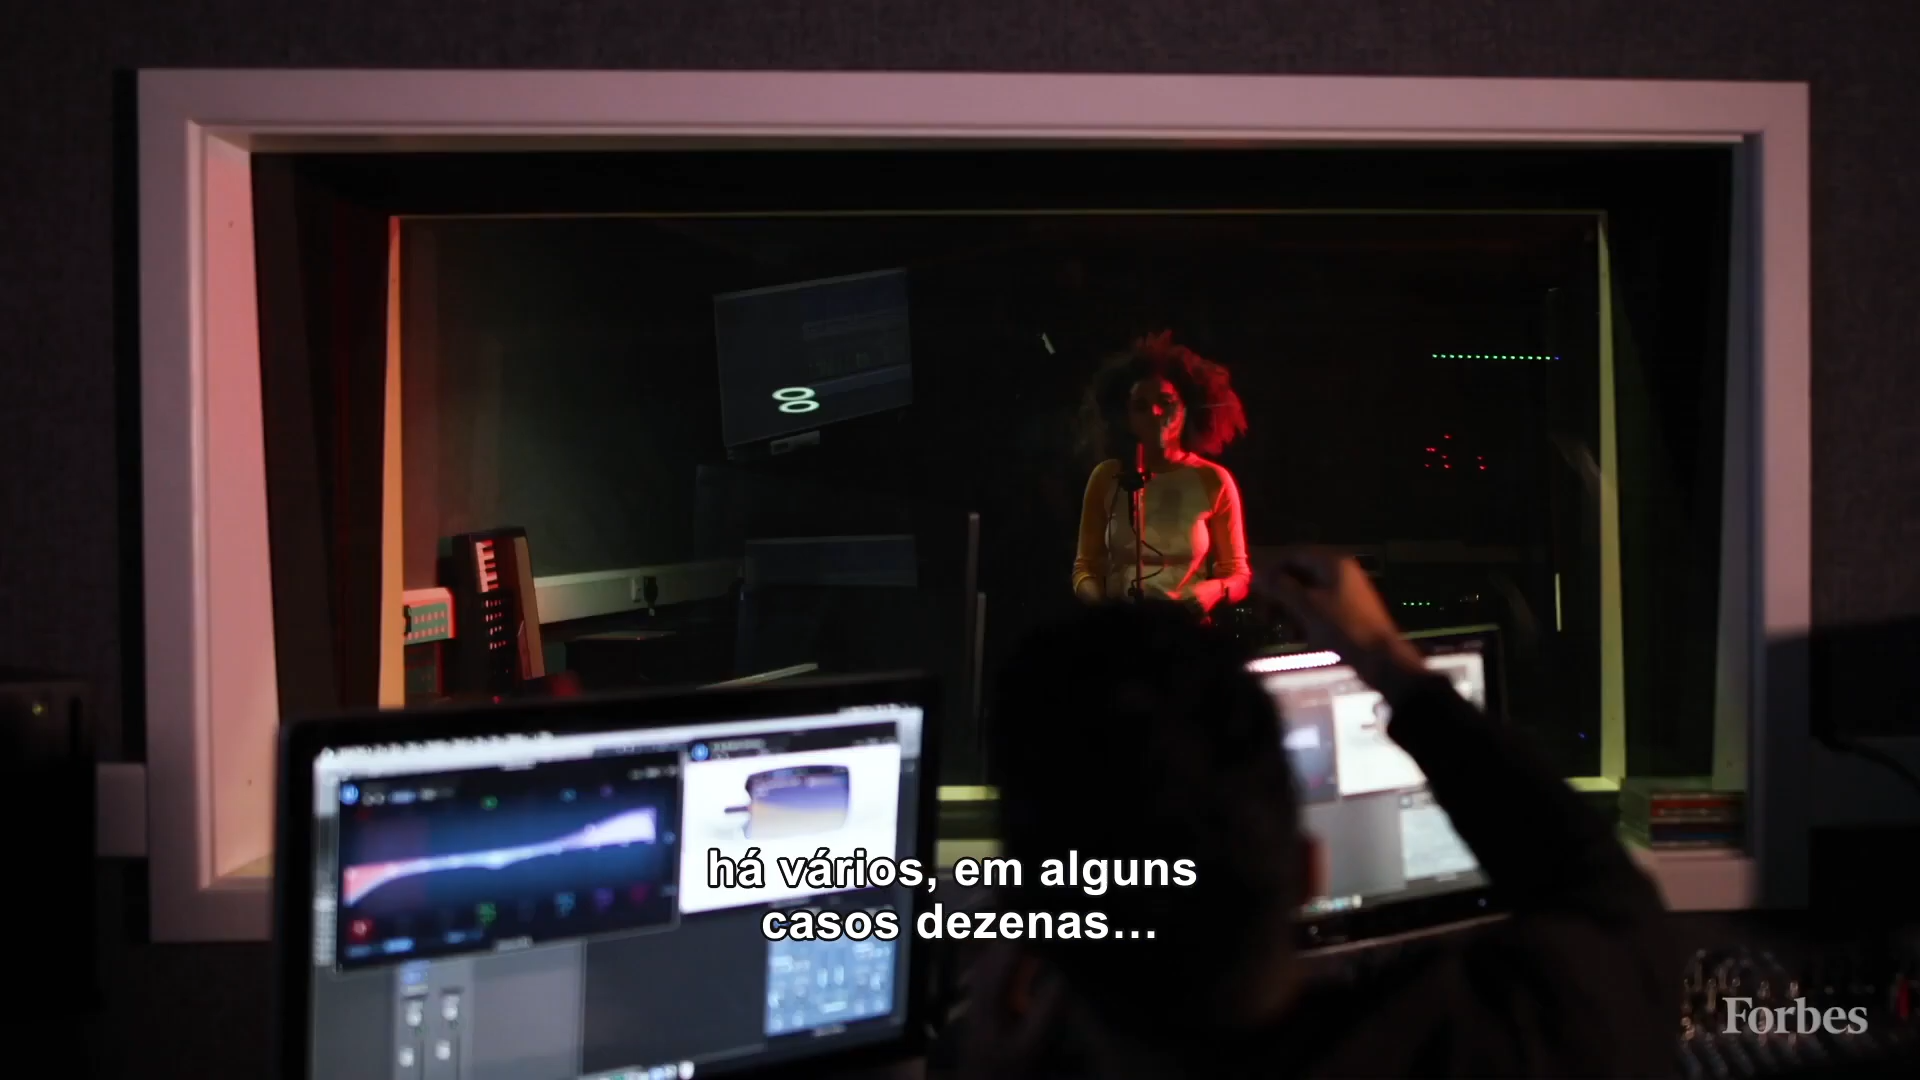 há vários, em alguns
casos dezenas...
Forbes